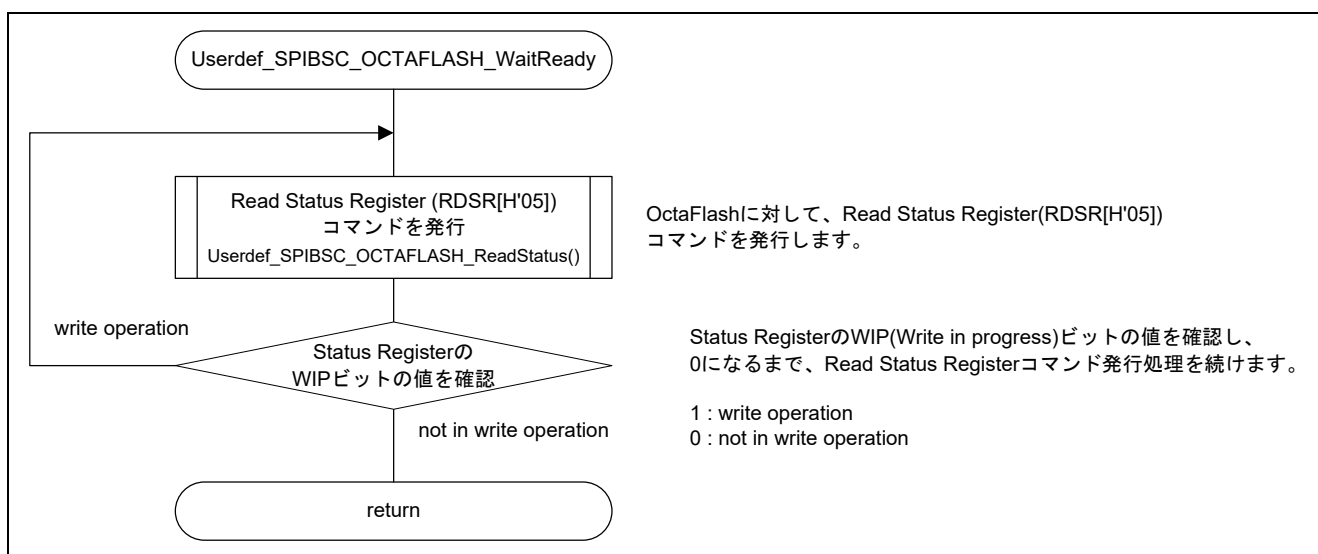 Userdef_SPIBSC_OCTAFLASH_WaitReady
Read Status Register (RDSR[H'05])
コマンドを発行
Userdef_SPIBSC_OCTAFLASH_ReadStatus()
OctaFlashに対して、Read Status Register(RDSR[H'05])
コマンドを発行します。
write operation
Status Registerの
WIPビットの値を確認
Status RegisterのWIP(Write in progress)ビットの値を確認し、
0になるまで、Read Status Registerコマンド発行処理を続けます。
1 : write operation
0 : not in write operation
not in write operation
return